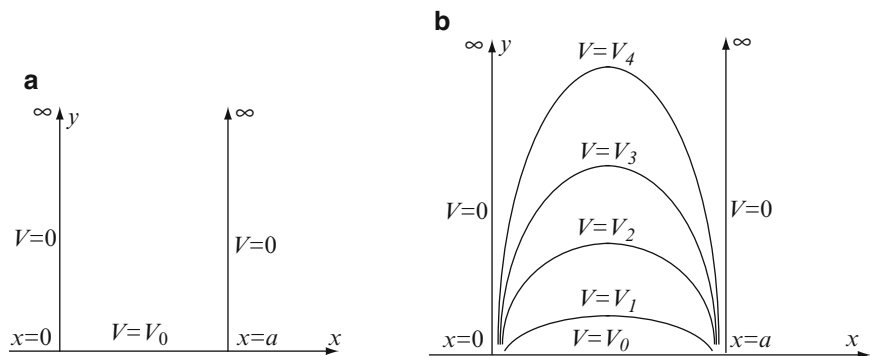 a
∞ y ∞
V=0 V=0
x=0 V=V₀ x=a x
b
∞ y V=V₄ ∞
V=V₃
V=0 V=0
V=V₂
V=V₁
x=0 V=V₀ x=a x